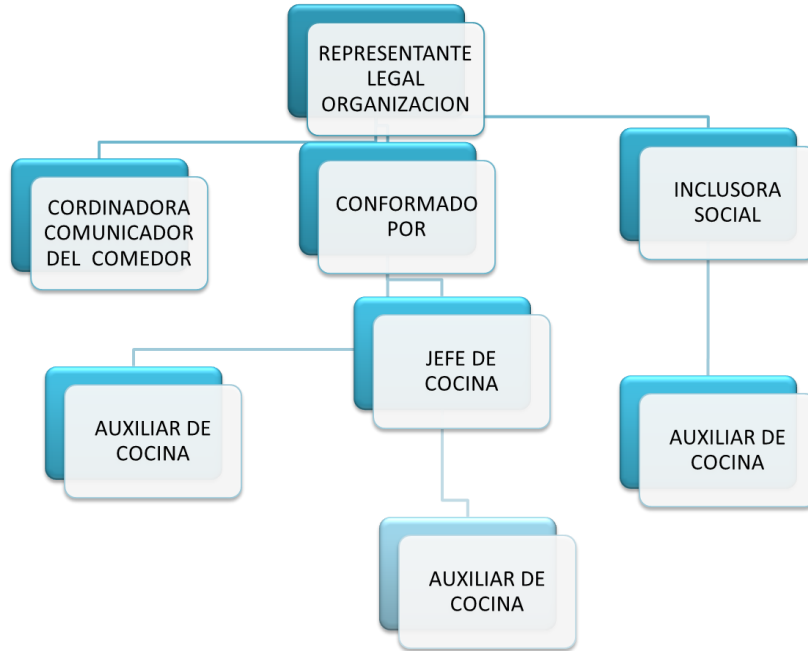 REPRESENTANTE
LEGAL
ORGANIZACION
CORDINADORA
COMUNICADOR
DEL COMEDOR
CONFORMADO
POR
INCLUSORA
SOCIAL
JEFE DE
COCINA
AUXILIAR DE
COCINA
AUXILIAR DE
COCINA
AUXILIAR DE
COCINA